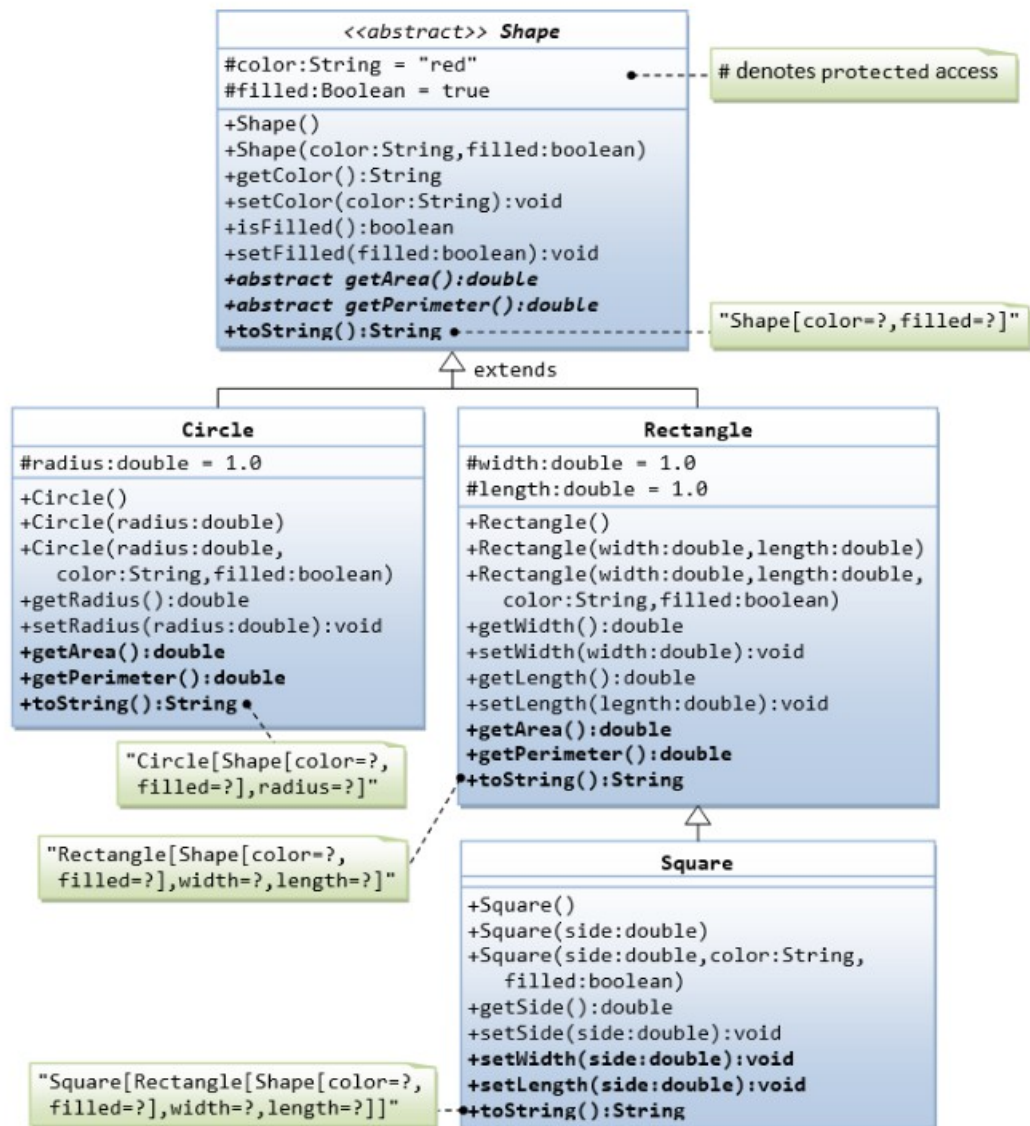 <<abstract>> Shape
#color:String = "red"
#filled:Boolean = true
# denotes protected access
+Shape()
+Shape(color:String,filled:boolean)
+getColor():String
+setColor(color:String):void
+isFilled():boolean
+setFilled(filled:boolean):void
+abstract getArea():double
+abstract getPerimeter():double
+toString():String
"Shape[color=?,filled=?]"
extends
Circle
#radius:double = 1.0
+Circle()
+Circle(radius:double)
+Circle(radius:double,
color:String,filled:boolean)
+getRadius():double
+setRadius(radius:double):void
+getArea():double
+getPerimeter():double
+toString():String
"Circle[Shape[color=?,
filled=?],radius=?]"
Rectangle
#width:double = 1.0
#length:double = 1.0
+Rectangle()
+Rectangle(width:double,length:double)
+Rectangle(width:double,length:double,
color:String,filled:boolean)
+getWidth():double
+setWidth(width:double):void
+getLength():double
+setLength(legnth:double):void
+getArea():double
+getPerimeter():double
+toString():String
"Rectangle[Shape[color=?,
filled=?],width=?,length=?]"
Square
+Square()
+Square(side:double)
+Square(side:double,color:String,
filled:boolean)
+getSide():double
+setSide(side:double):void
+setWidth(side:double):void
+setLength(side:double):void
+toString():String
"Square[Rectangle[Shape[color=?,
filled=?],width=?,length=?]]"